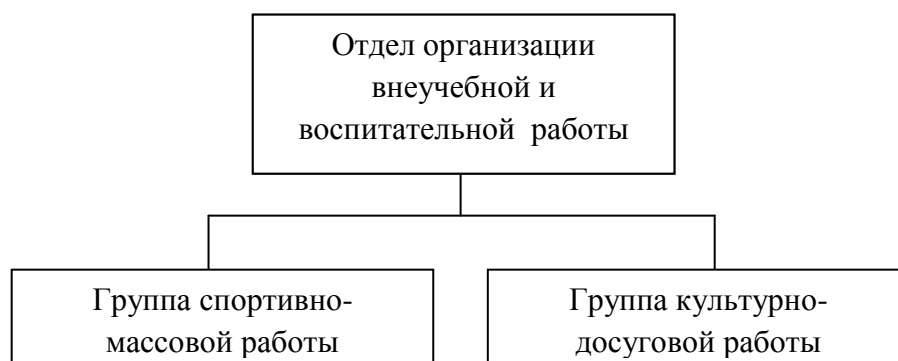 Отдел организации
внеучебной и
воспитательной работы
Группа спортивно-
массовой работы
Группа культурно-
досуговой работы